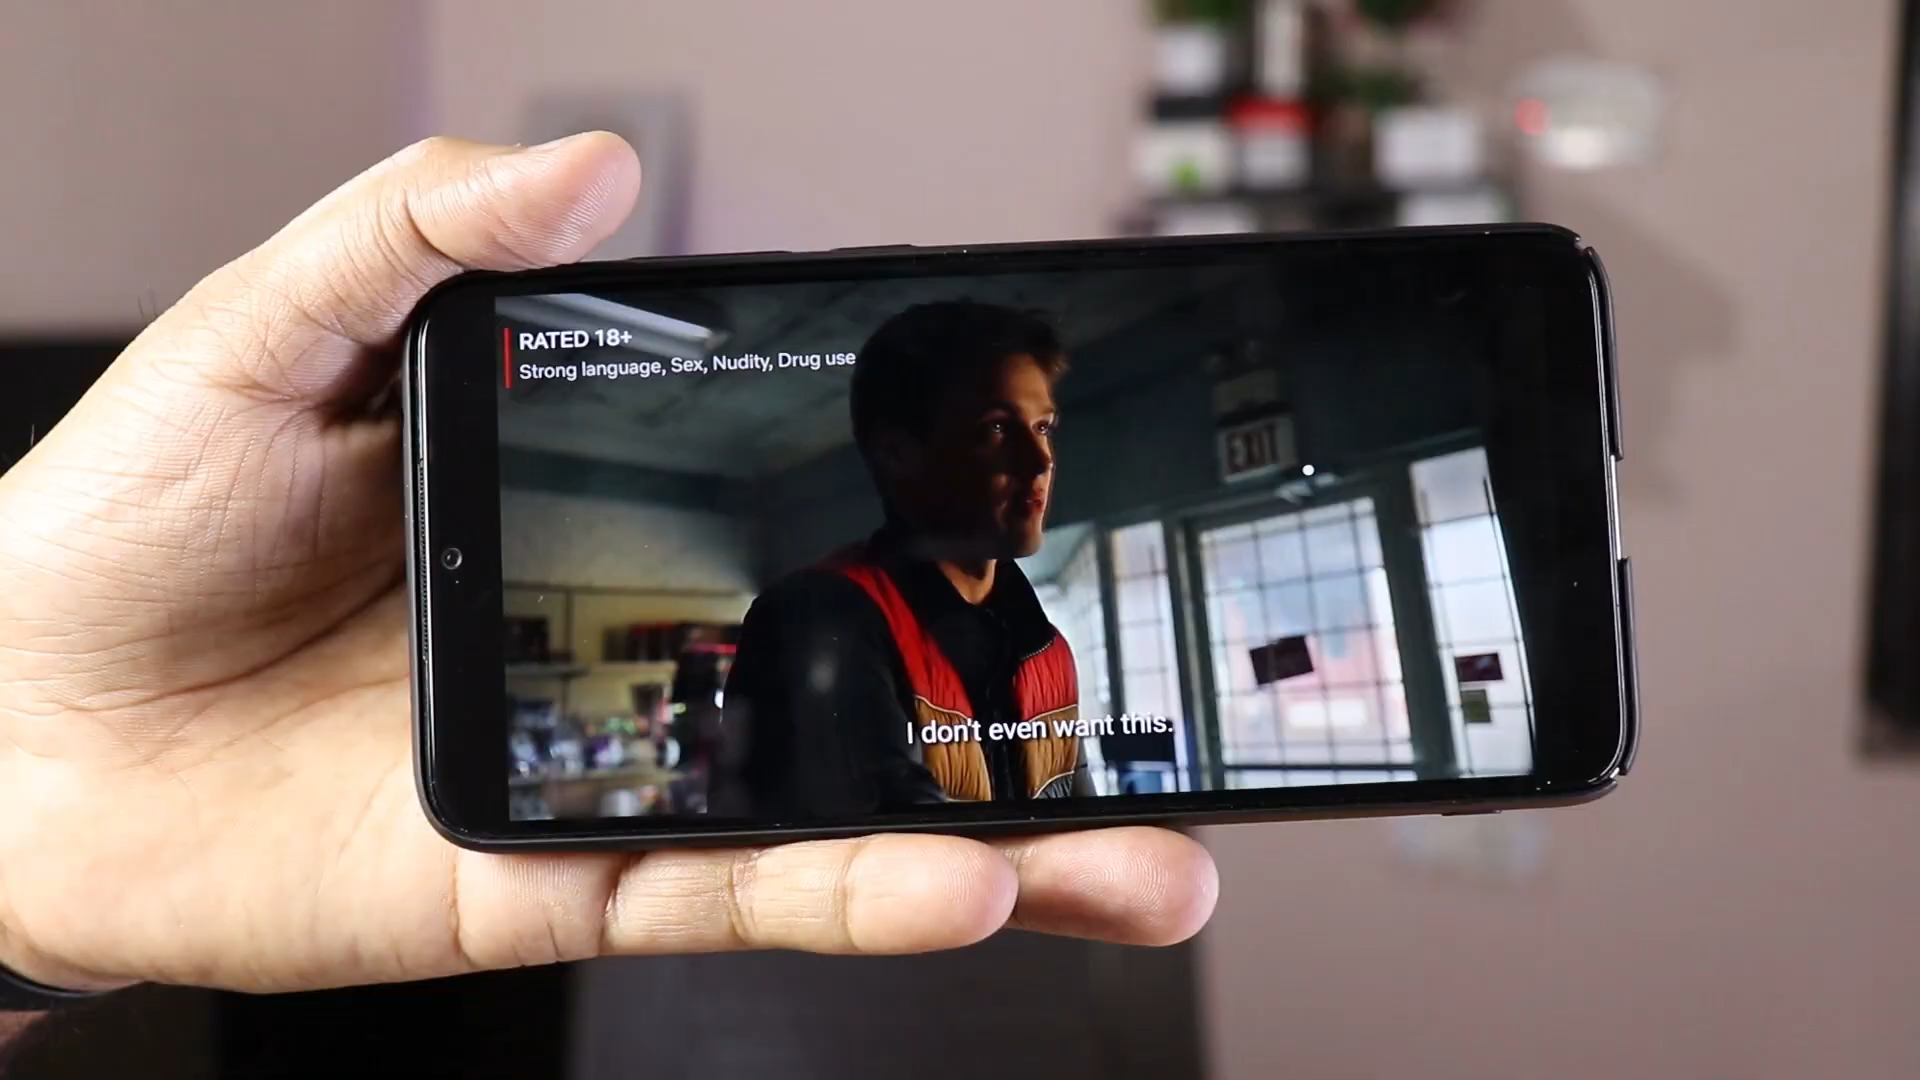 RATED 18+
Strong language, Sex, Nudity, Drug use
EXIT
I don't even want this.